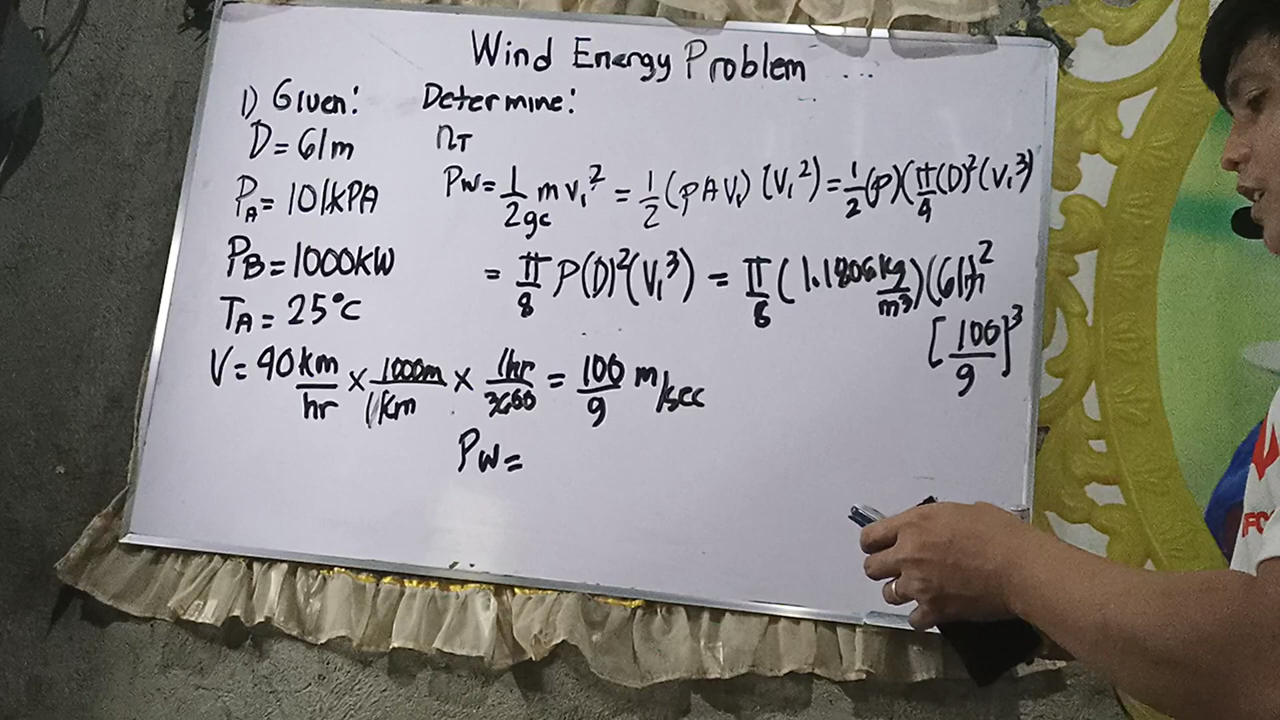 Wind Energy Problem ...
1) Given: Determine:
D = 61m
ηT
PA = 101kPA
Pw = 1/2gc m V₁² = 1/2 (ρ A V₁) (V₁²) = 1/2 (ρ)(π/4 (D)² (V₁³)
PB = 1000kW
= π/8 ρ(D)² (V₁³) = π/8 (1.1806 kg/m³)(61m)²
TA = 25°C
[100/9]³
V = 40 km/hr × 1000m/1km × 1hr/3600 = 100/9 m/sec
Pw =